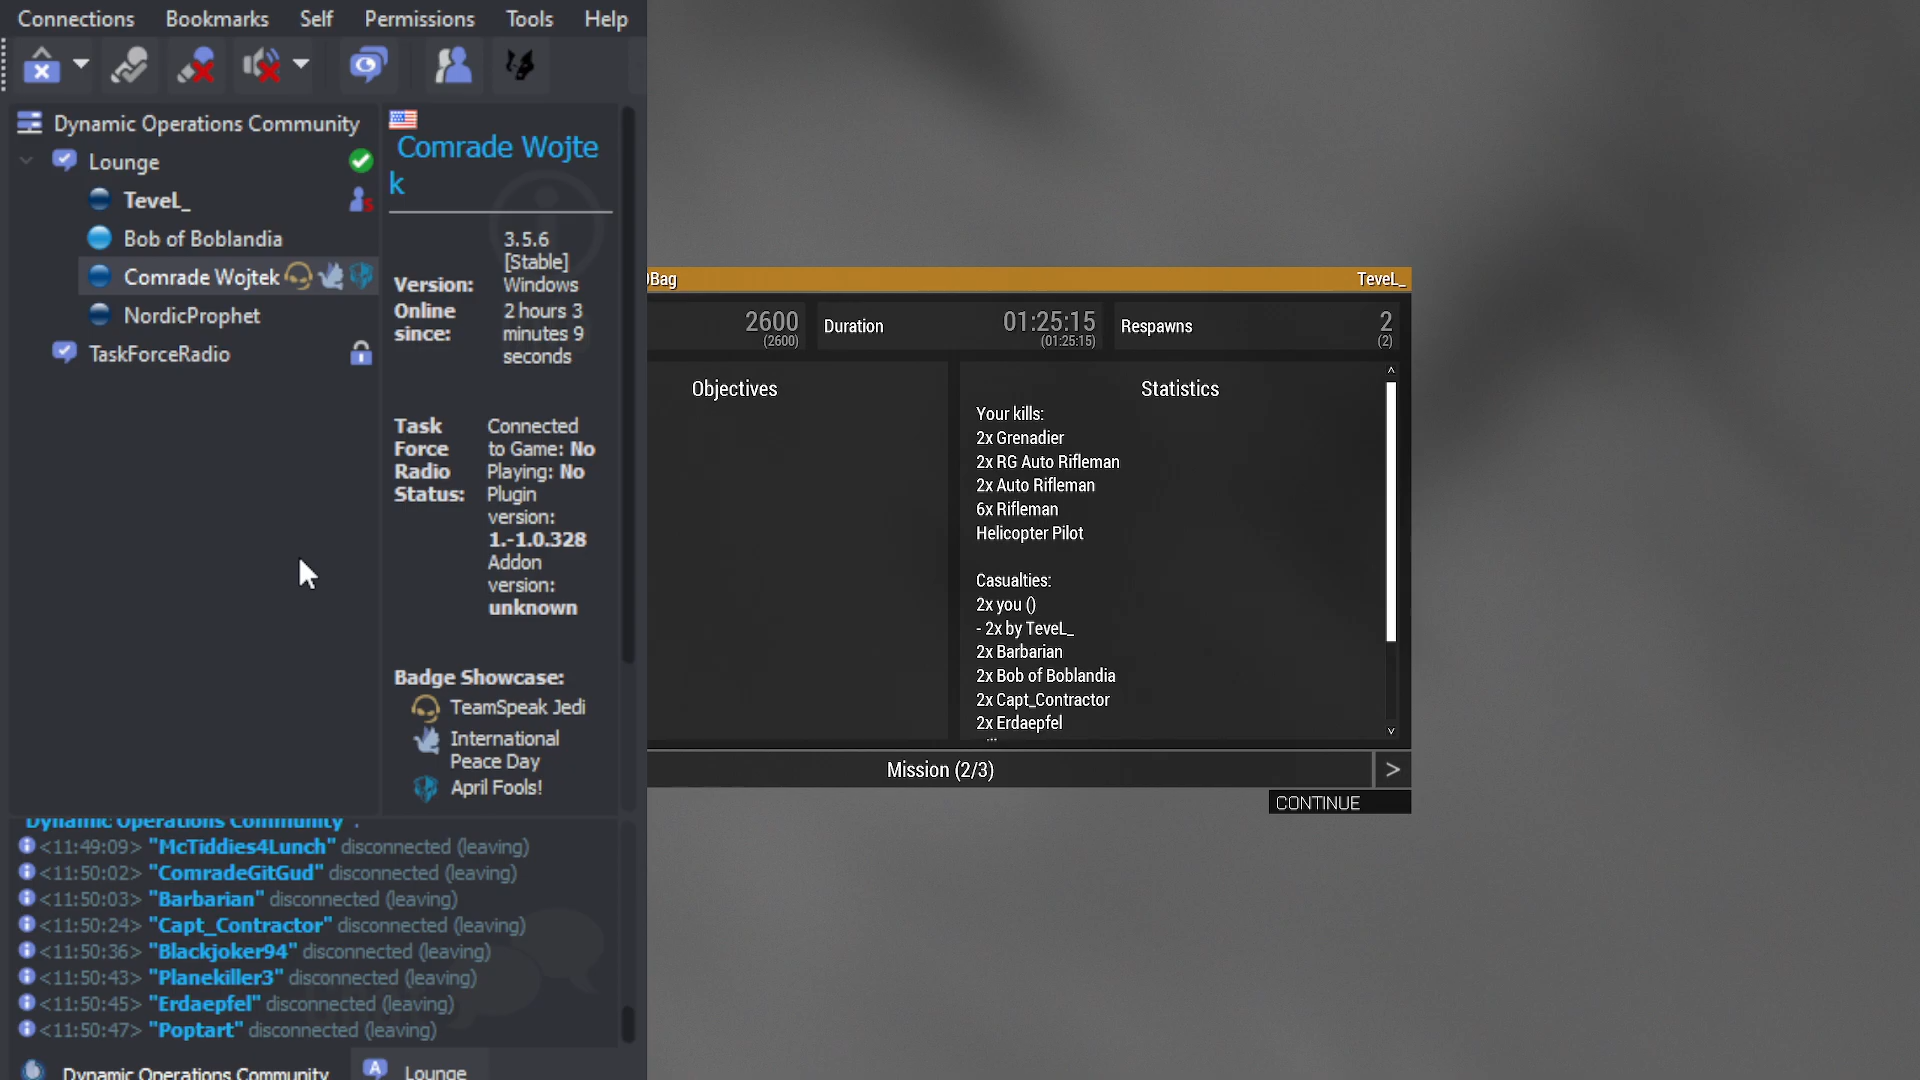 Connections Bookmarks Self Permissions Tools Help
Dynamic Operations Community
Lounge
TeveL_
Bob of Boblandia
Comrade Wojtek
NordicProphet
TaskForceRadio
Comrade Wojte
k
Version: 3.5.6
[Stable]
Windows
Online since: 2 hours 3
minutes 9
seconds
Task Force Radio Status: Connected
to Game: No
Playing: No
Plugin
version:
1.-1.0.328
Addon
version:
unknown
Badge Showcase:
TeamSpeak Jedi
International
Peace Day
April Fools!
Dynamic Operations Community".
<11:49:09> "McTiddies4Lunch" disconnected (leaving)
<11:50:02> "ComradeGitGud" disconnected (leaving)
<11:50:03> "Barbarian" disconnected (leaving)
<11:50:24> "Capt_Contractor" disconnected (leaving)
<11:50:36> "Blackjoker94" disconnected (leaving)
<11:50:43> "Planekiller3" disconnected (leaving)
<11:50:45> "Erdaepfel" disconnected (leaving)
<11:50:47> "Poptart" disconnected (leaving)
Dynamic Operations Community Lounge
TeveL_
2600
(2600)
Duration 01:25:15
(01:25:15)
Respawns 2
(2)
Objectives
Statistics
Your kills:
2x Grenadier
2x RG Auto Rifleman
2x Auto Rifleman
6x Rifleman
Helicopter Pilot
Casualties:
2x you ()
- 2x by TeveL_
2x Barbarian
2x Bob of Boblandia
2x Capt_Contractor
2x Erdaepfel
Mission (2/3) >
CONTINUE